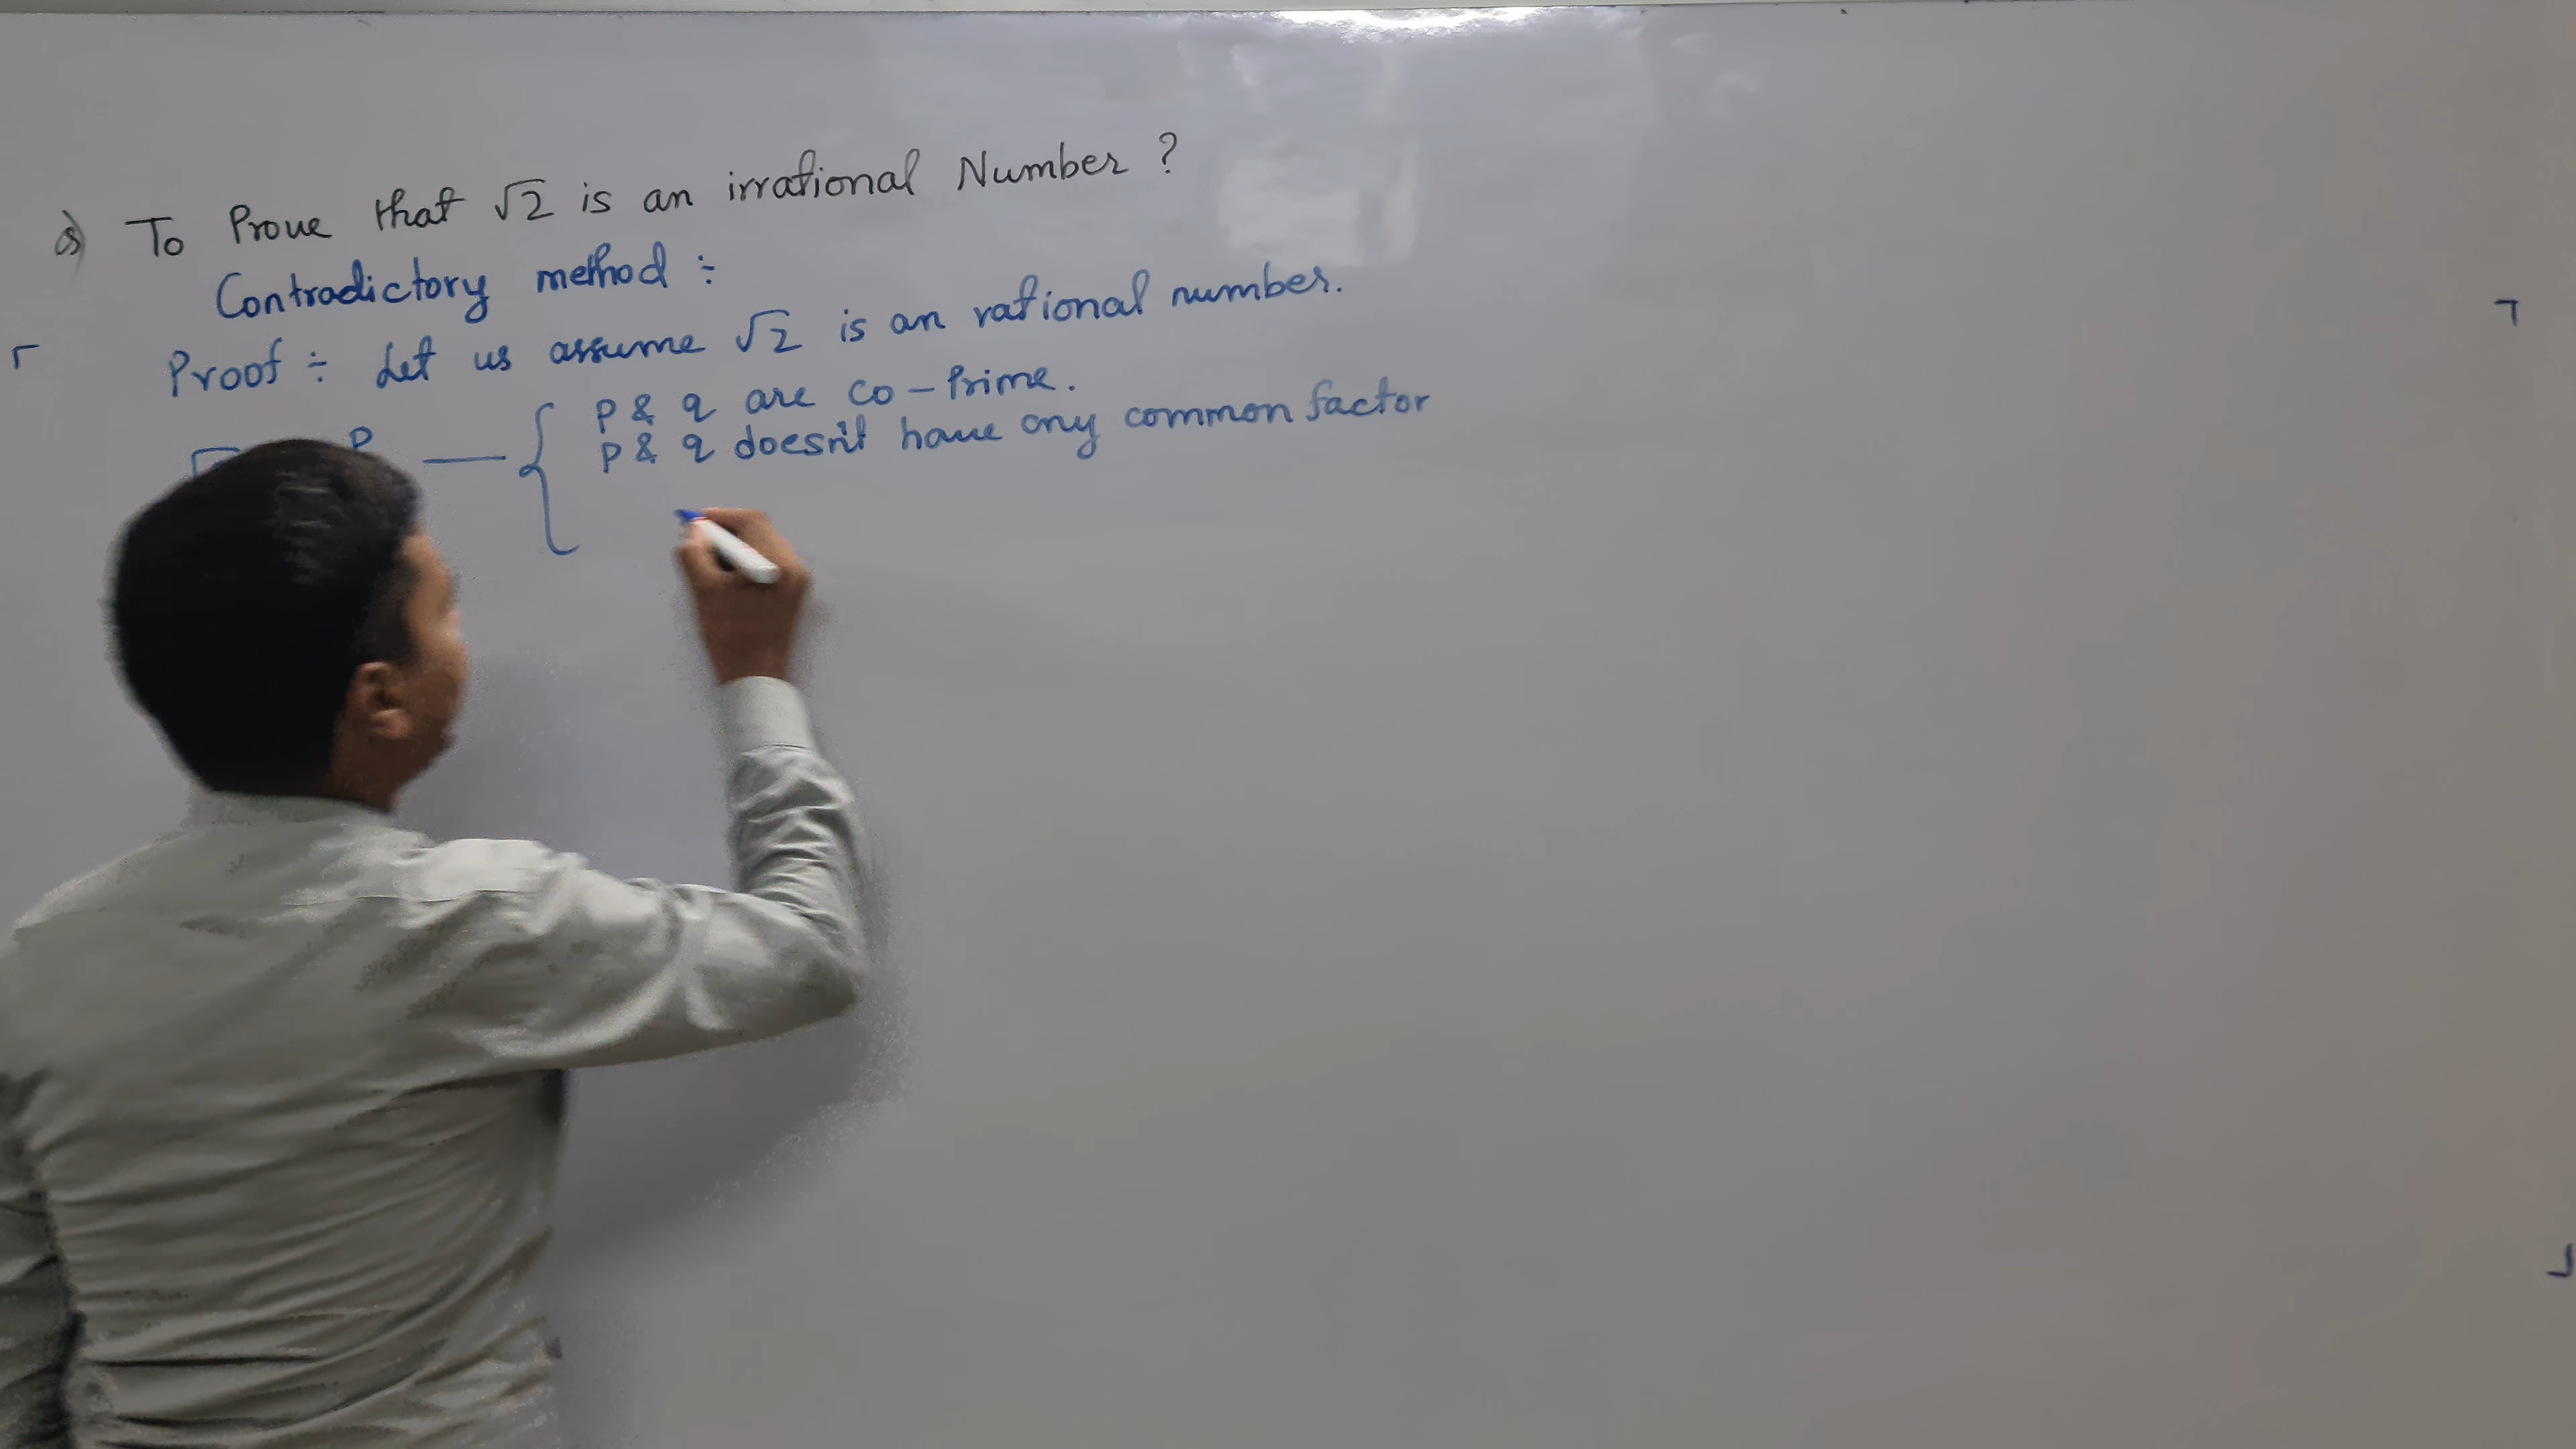 Q) To Prove that √2 is an irrational Number ?
Contradictory method ÷
Proof ÷ Let us assume √2 is an rational number.
P & q are co-Prime.
P — {
P & q doesn't have any common factor